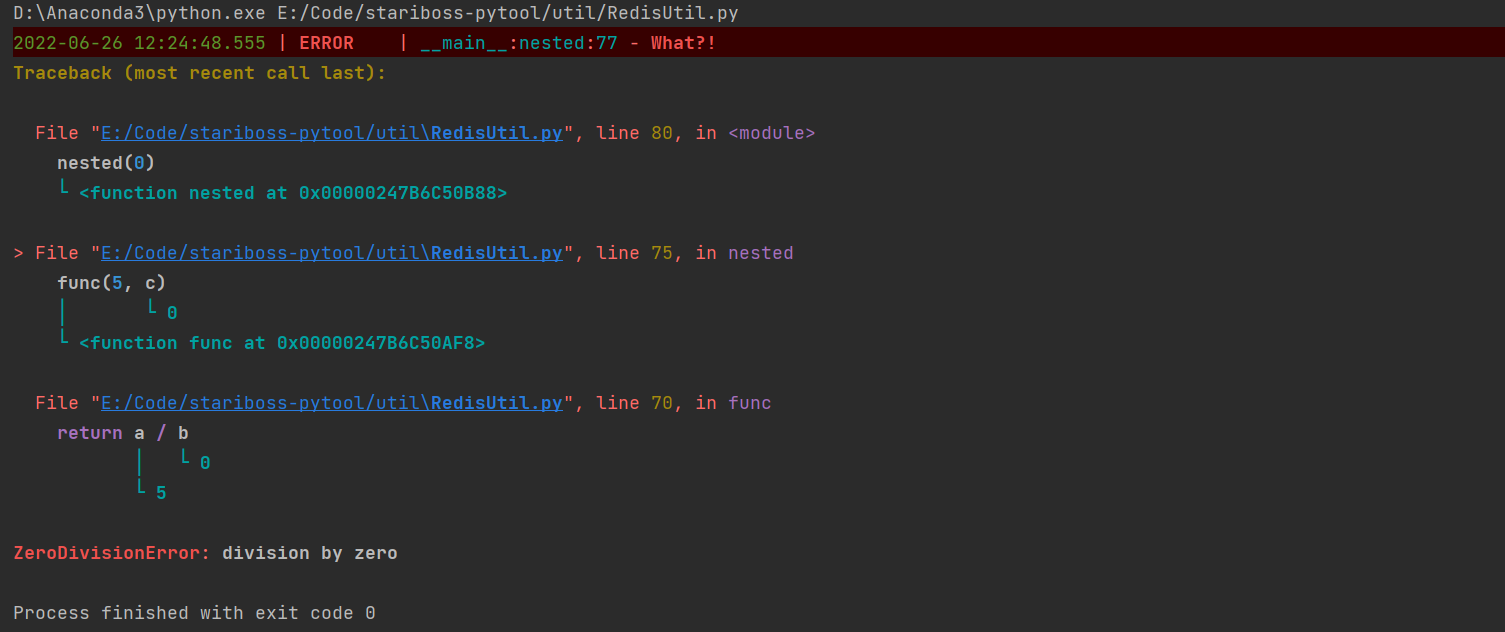 D:\Anaconda3\python.exe E:/Code/stariboss-pytool/util/RedisUtil.py
2022-06-26 12:24:48.555 | ERROR    | __main__:nested:77 - What?!
Traceback (most recent call last):

  File "E:/Code/stariboss-pytool/util\RedisUtil.py", line 80, in <module>
    nested(0)
    └ <function nested at 0x00000247B6C50B88>

> File "E:/Code/stariboss-pytool/util\RedisUtil.py", line 75, in nested
    func(5, c)
    │       └ 0
    └ <function func at 0x00000247B6C50AF8>

  File "E:/Code/stariboss-pytool/util\RedisUtil.py", line 70, in func
    return a / b
           │   └ 0
           └ 5

ZeroDivisionError: division by zero

Process finished with exit code 0